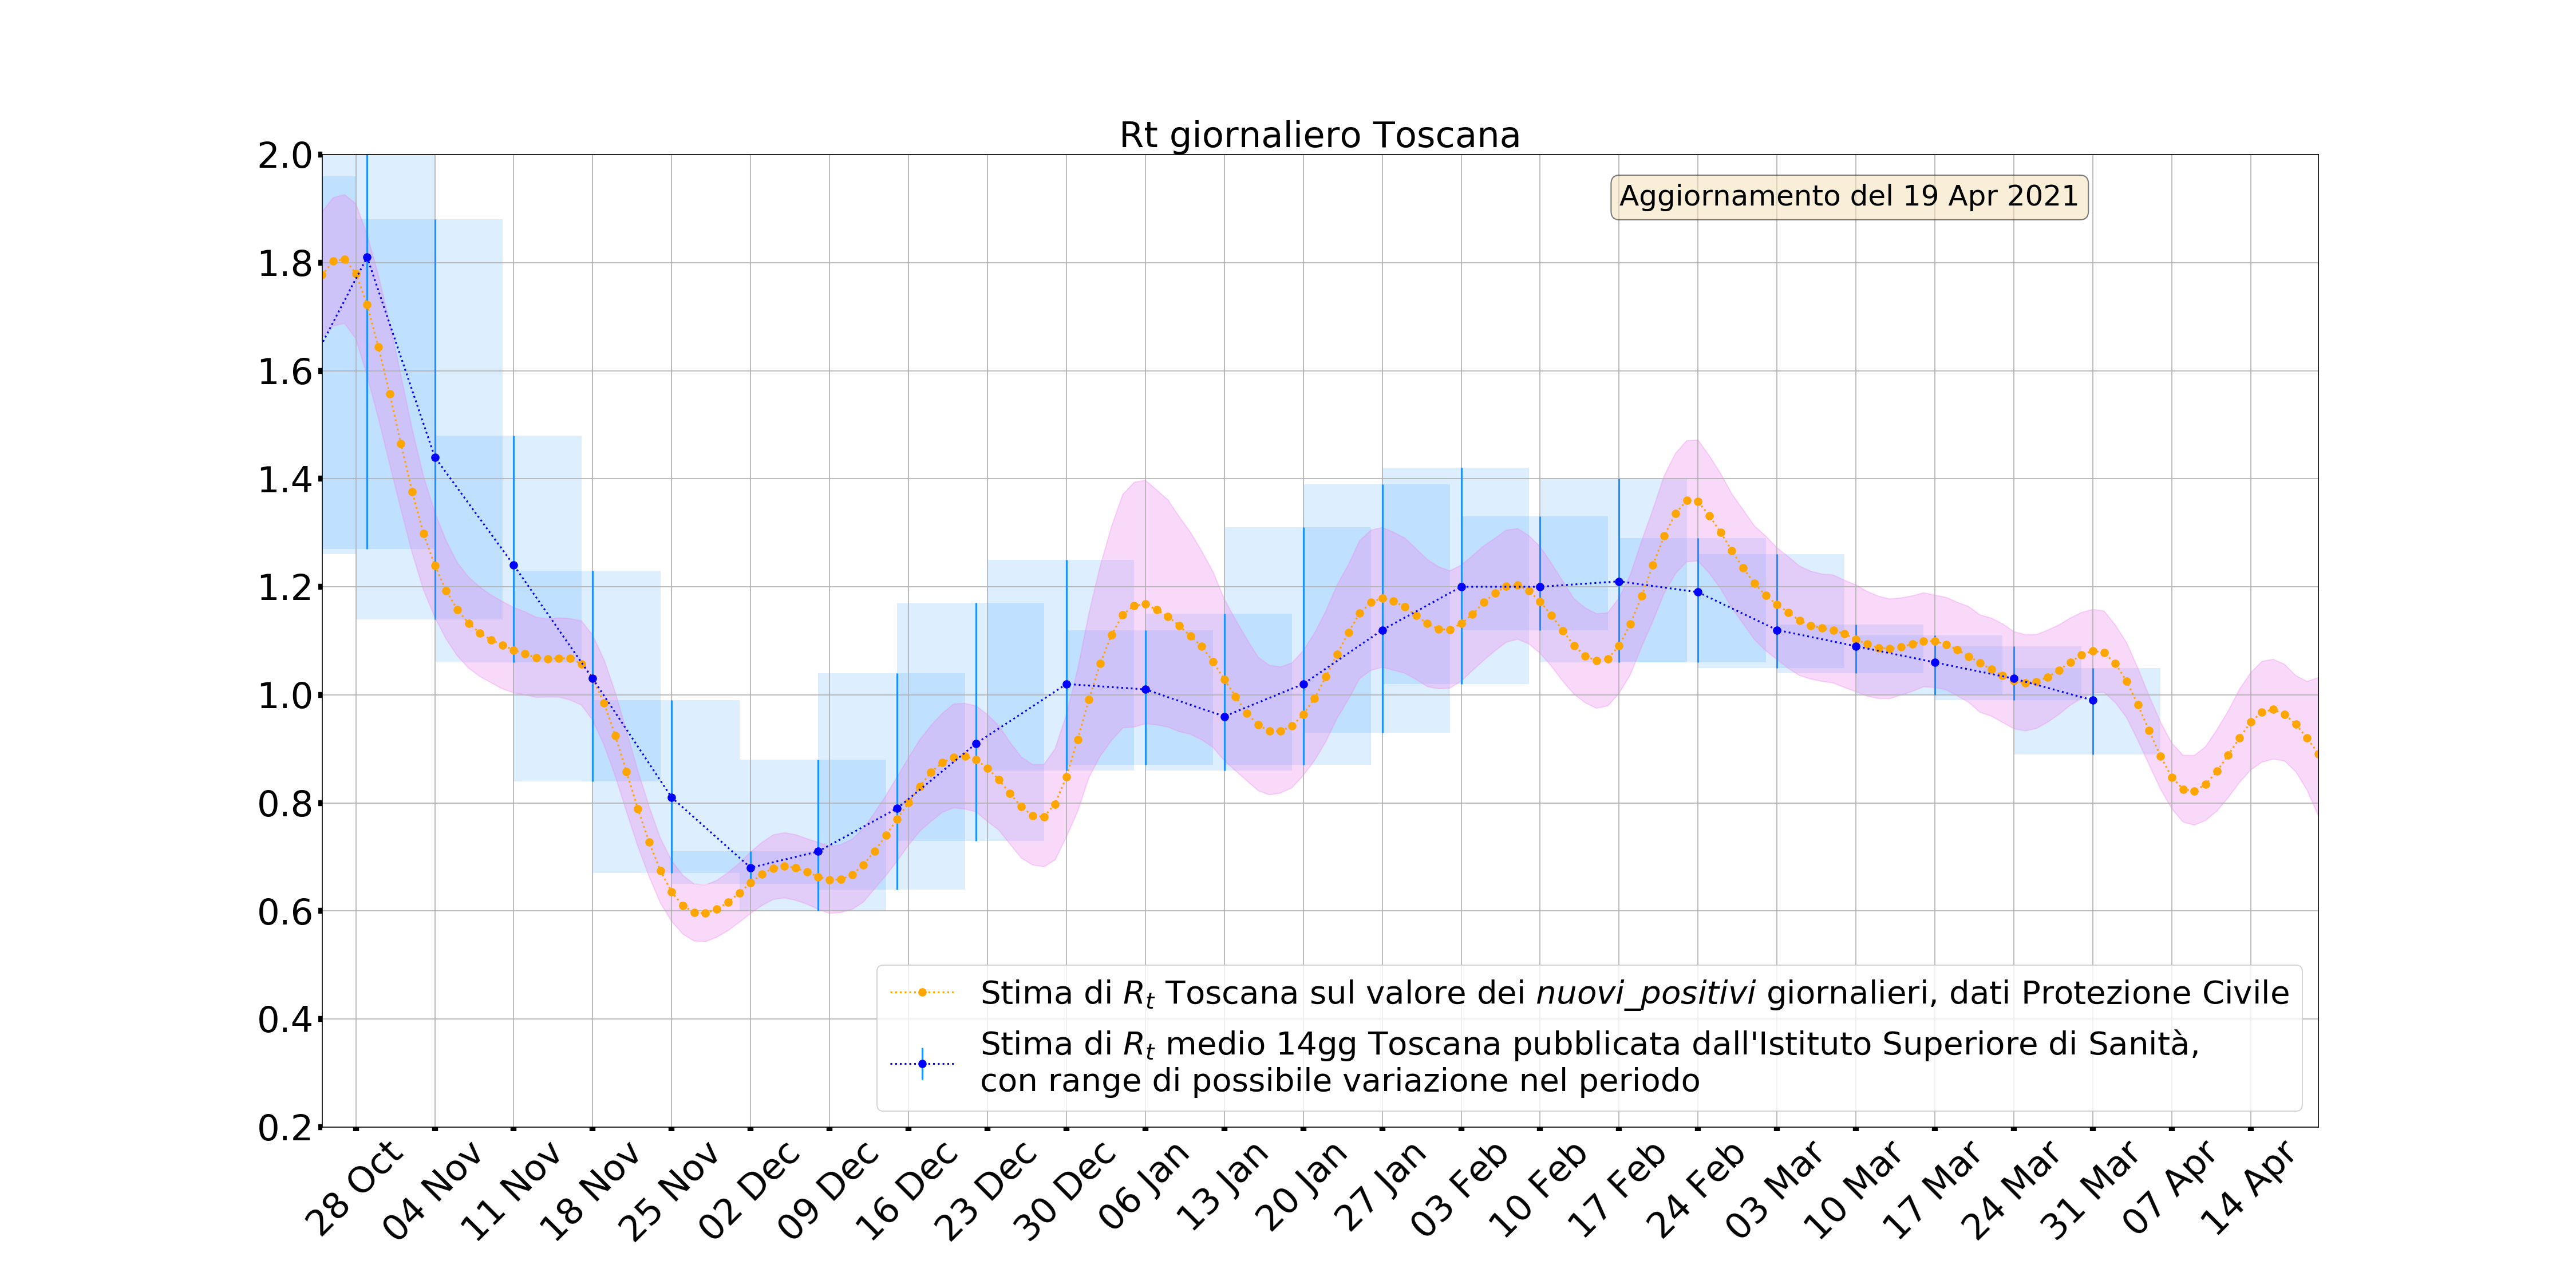 Rt giornaliero Toscana
Aggiornamento del 19 Apr 2021
2.0
1.8
1.6
1.4
1.2
1.0
0.8
0.6
0.4
0.2
Stima di Rt Toscana sul valore dei nuovi_positivi giornalieri, dati Protezione Civile
Stima di Rt medio 14gg Toscana pubblicata dall'Istituto Superiore di Sanità,
con range di possibile variazione nel periodo
28 Oct
04 Nov
11 Nov
18 Nov
25 Nov
02 Dec
09 Dec
16 Dec
23 Dec
30 Dec
06 Jan
13 Jan
20 Jan
27 Jan
03 Feb
10 Feb
17 Feb
24 Feb
03 Mar
10 Mar
17 Mar
24 Mar
31 Mar
07 Apr
14 Apr